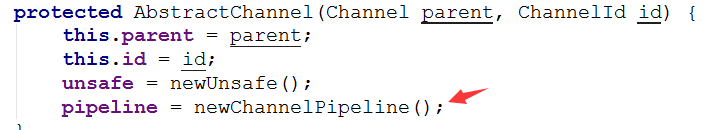 protected AbstractChannel(Channel parent, ChannelId id) {
this.parent = parent;
this.id = id;
unsafe = newUnsafe();
pipeline = newChannelPipeline();